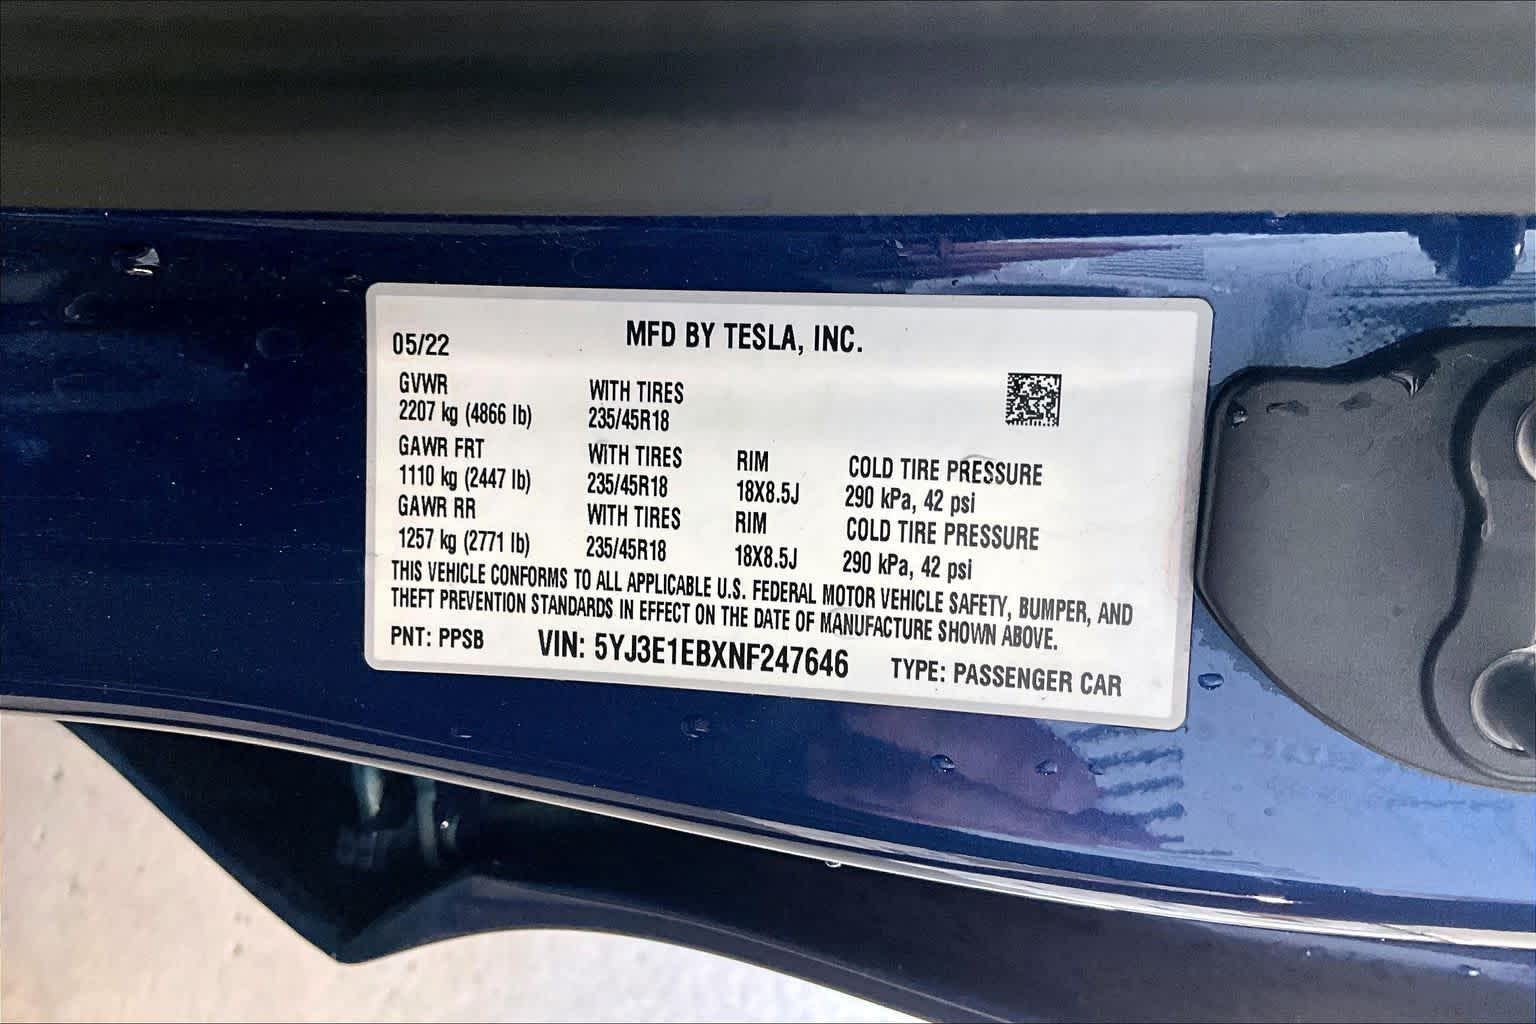 MFD BY TESLA, INC.
05/22
GVWR WITH TIRES
2207 kg (4866 lb) 235/45R18
GAWR FRT WITH TIRES RIM COLD TIRE PRESSURE
1110 kg (2447 lb) 235/45R18 18X8.5J 290 kPa, 42 psi
GAWR RR WITH TIRES RIM COLD TIRE PRESSURE
1257 kg (2771 lb) 235/45R18 18X8.5J 290 kPa, 42 psi
THIS VEHICLE CONFORMS TO ALL APPLICABLE U.S. FEDERAL MOTOR VEHICLE SAFETY, BUMPER, AND
THEFT PREVENTION STANDARDS IN EFFECT ON THE DATE OF MANUFACTURE SHOWN ABOVE.
PNT: PPSB VIN: 5YJ3E1EBXNF247646 TYPE: PASSENGER CAR